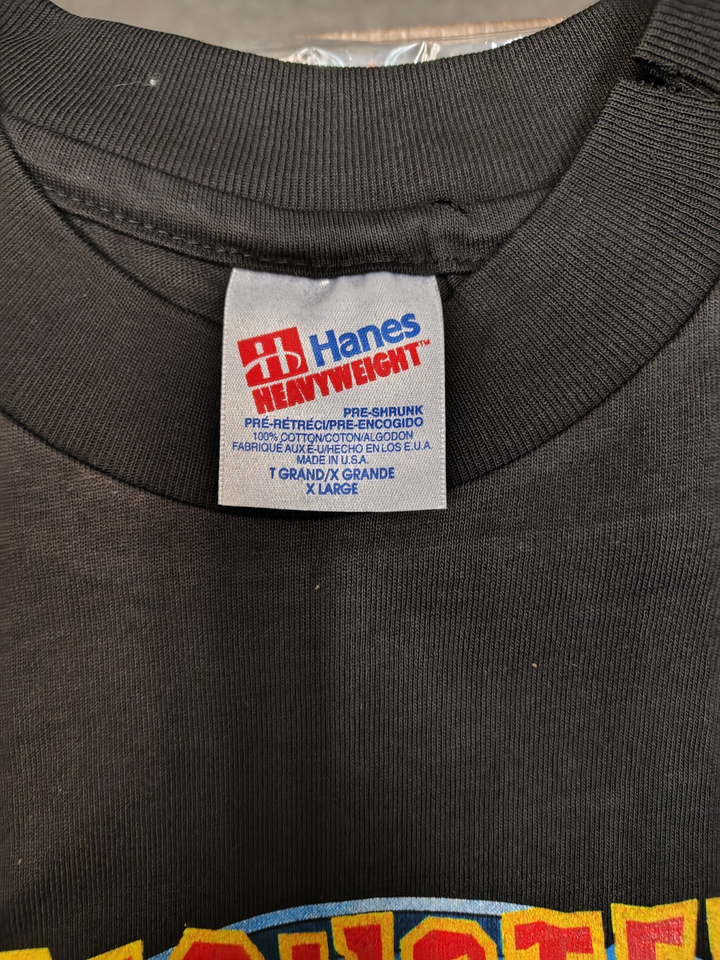 Hanes
HEAVYWEIGHT™
PRE-SHRUNK
PRÉ-RÉTRÉCI/PRE-ENCOGIDO
100% COTTON/COTON/ALGODON
FABRIQUÉ AUX É-U/HECHO EN LOS E.U.A.
MADE IN U.S.A.
T GRAND/X GRANDE
X LARGE